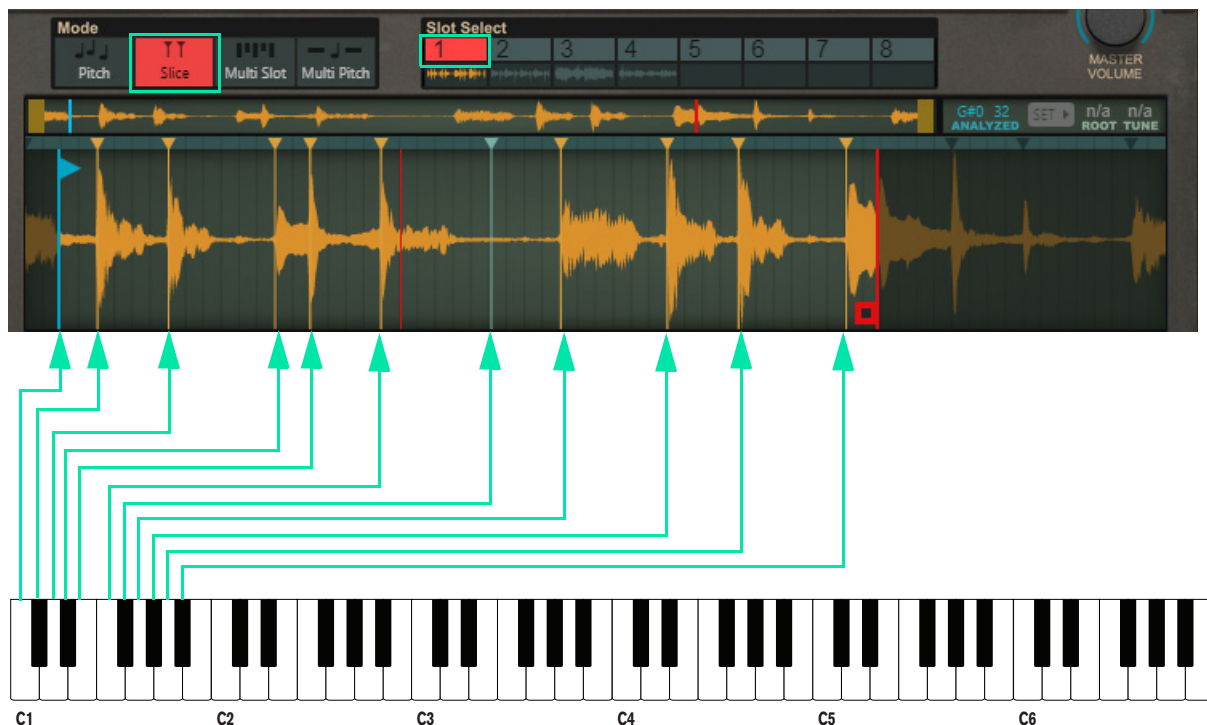 Mode
Pitch
Slice
Multi Slot
Multi Pitch
Slot Select
1 2 3 4 5 6 7 8
MASTER
VOLUME
G#0 32 SET n/a n/a
ANALYZED ROOT TUNE
C1 C2 C3 C4 C5 C6